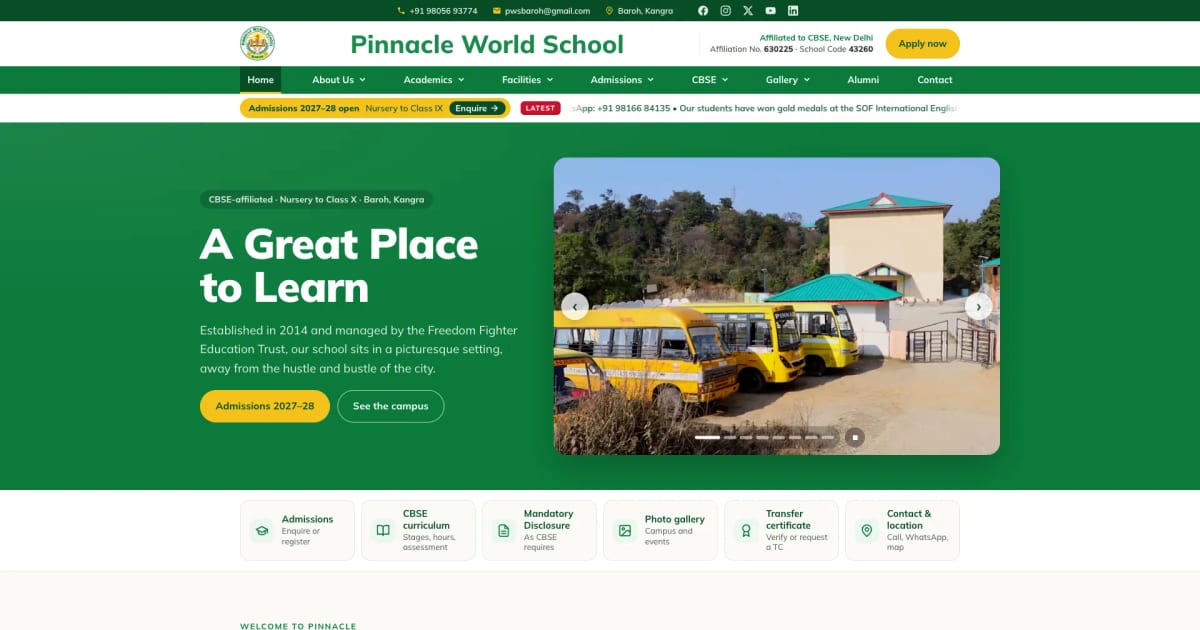 +91 98056 93774 pwsbaroh@gmail.com Baroh, Kangra
Pinnacle World School
Affiliated to CBSE, New Delhi
Affiliation No. 630225 · School Code 43260
Apply now
Home About Us Academics Facilities Admissions CBSE Gallery Alumni Contact
Admissions 2027–28 open Nursery to Class IX Enquire →
LATEST
App: +91 98166 84135 • Our students have won gold medals at the SOF International
CBSE-affiliated · Nursery to Class X · Baroh, Kangra
A Great Place
to Learn
Established in 2014 and managed by the Freedom Fighter
Education Trust, our school sits in a picturesque setting,
away from the hustle and bustle of the city.
Admissions 2027–28
See the campus
Admissions
Enquire or
register
CBSE
curriculum
Stages, hours,
assessment
Mandatory
Disclosure
As CBSE
requires
Photo gallery
Campus and
events
Transfer
certificate
Verify or request
a TC
Contact &
location
Call, WhatsApp,
map
WELCOME TO PINNACLE